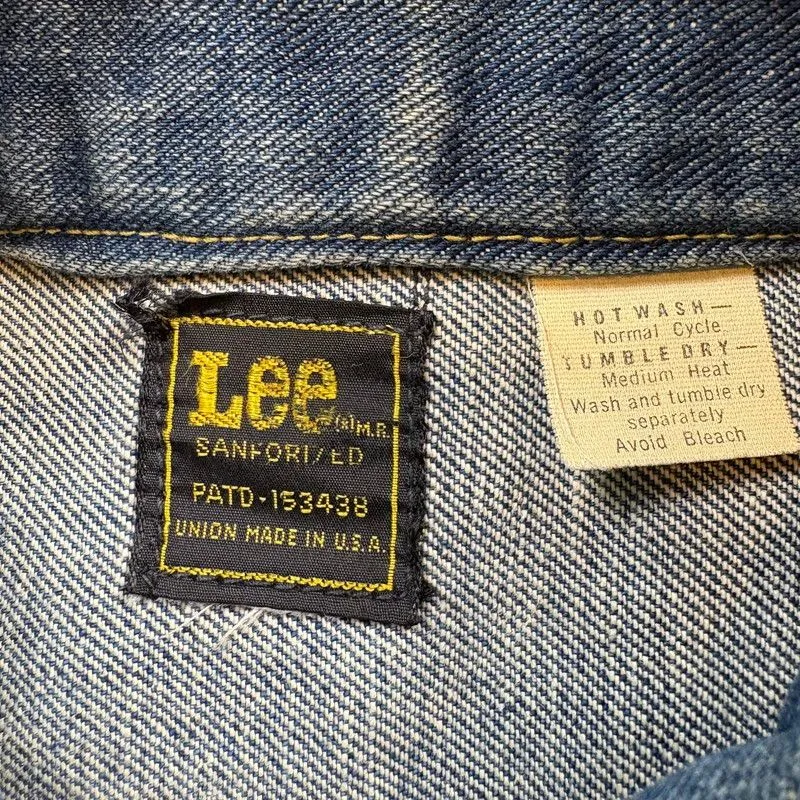 Lee (R) M.R.
SANFORIZED
PATD-153438
UNION MADE IN U.S.A.
HOT WASH—
Normal Cycle
TUMBLE DRY—
Medium Heat
Wash and tumble dry
separately
Avoid Bleach